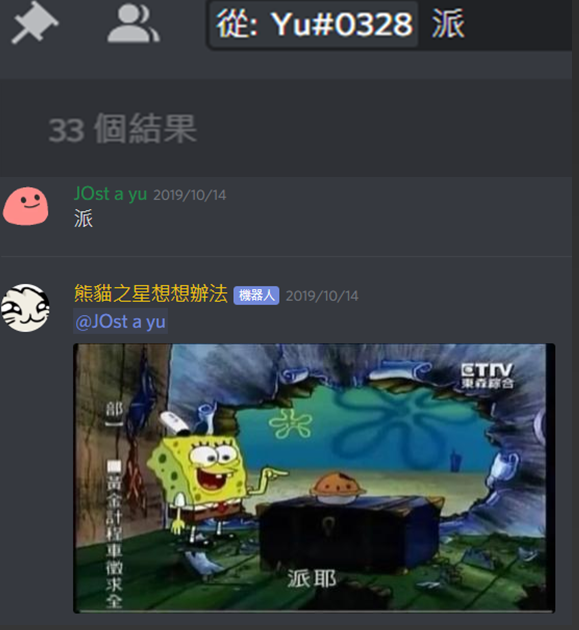 從: Yu#0328 派
33 個結果
JOst a yu 2019/10/14
派
熊貓之星想想辦法 機器人 2019/10/14
@JOst a yu
ETTV
東森綜合
部】
■黃金計程車徵求全
派耶